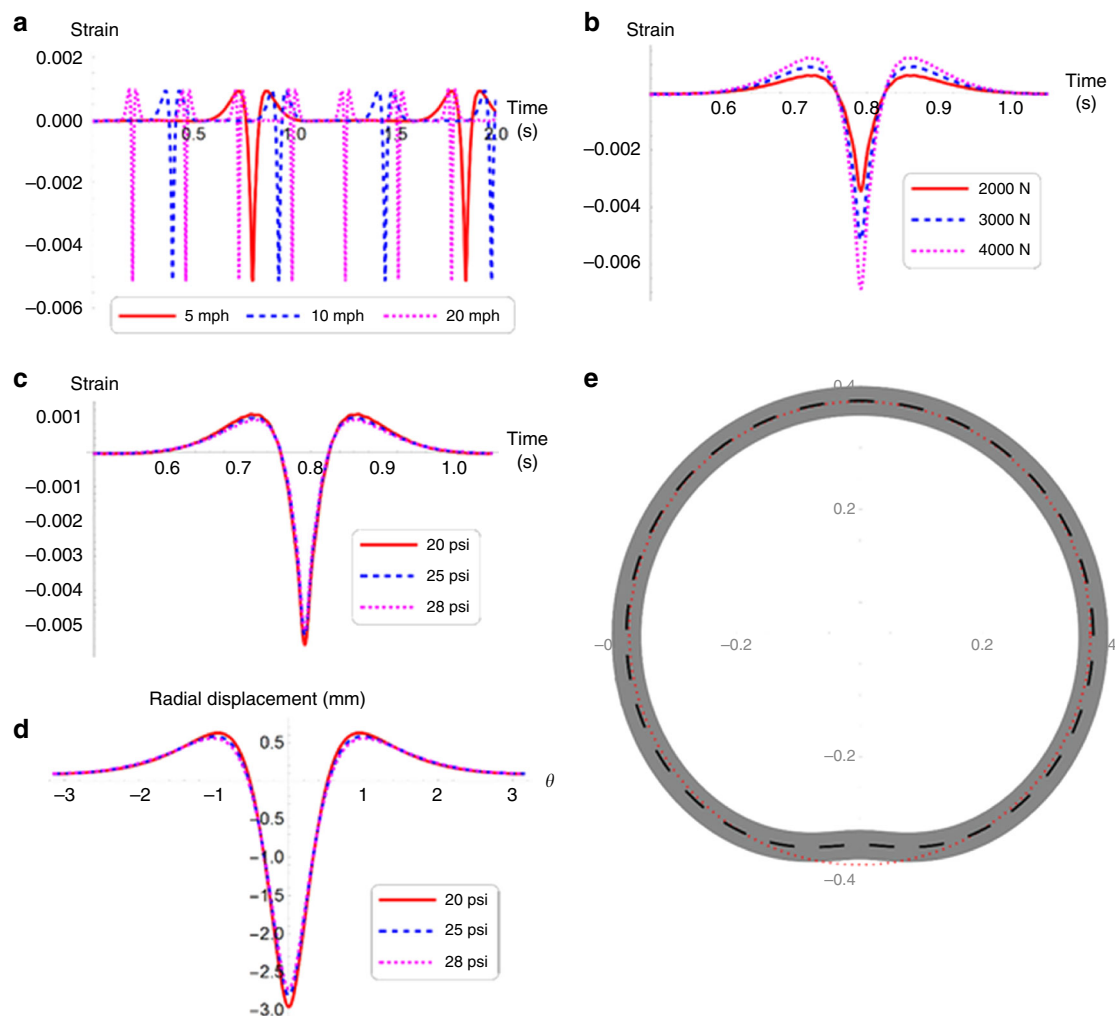 a
Strain
0.002
0.000
−0.002
−0.004
−0.006
0.5
1.0
1.5
2.0
Time
(s)
5 mph
10 mph
20 mph
b
Strain
0.6
0.7
0.8
0.9
1.0
Time
(s)
−0.002
−0.004
−0.006
2000 N
3000 N
4000 N
c
Strain
0.001
−0.001
−0.002
−0.003
−0.004
−0.005
0.6
0.7
0.8
0.9
1.0
Time
(s)
20 psi
25 psi
28 psi
d
Radial displacement (mm)
0.5
−3
−2
−1
1
2
3
θ
−0.5
−1.0
−1.5
−2.0
−2.5
−3.0
20 psi
25 psi
28 psi
e
0.4
0.2
−0
−0.2
0.2
4
−0.2
−0.4